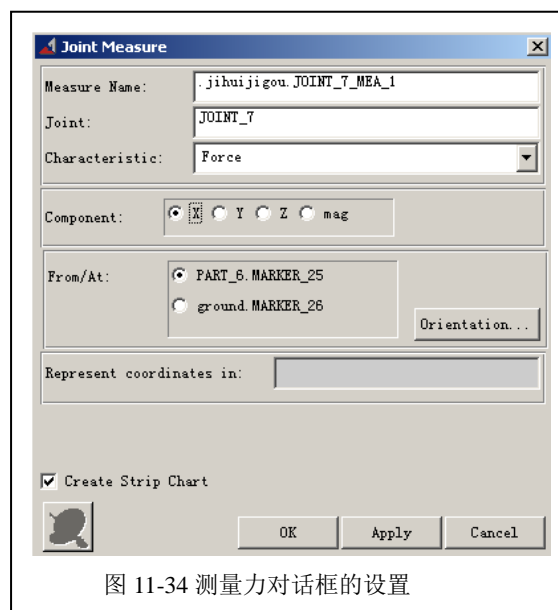 Joint Measure
Measure Name: .jihuijigou.JOINT_7_MEA_1
Joint: JOINT_7
Characteristic: Force
Component: X Y Z mag
From/At: PART_6.MARKER_25
ground.MARKER_26
Orientation...
Represent coordinates in:
Create Strip Chart
OK Apply Cancel
图 11-34 测量力对话框的设置